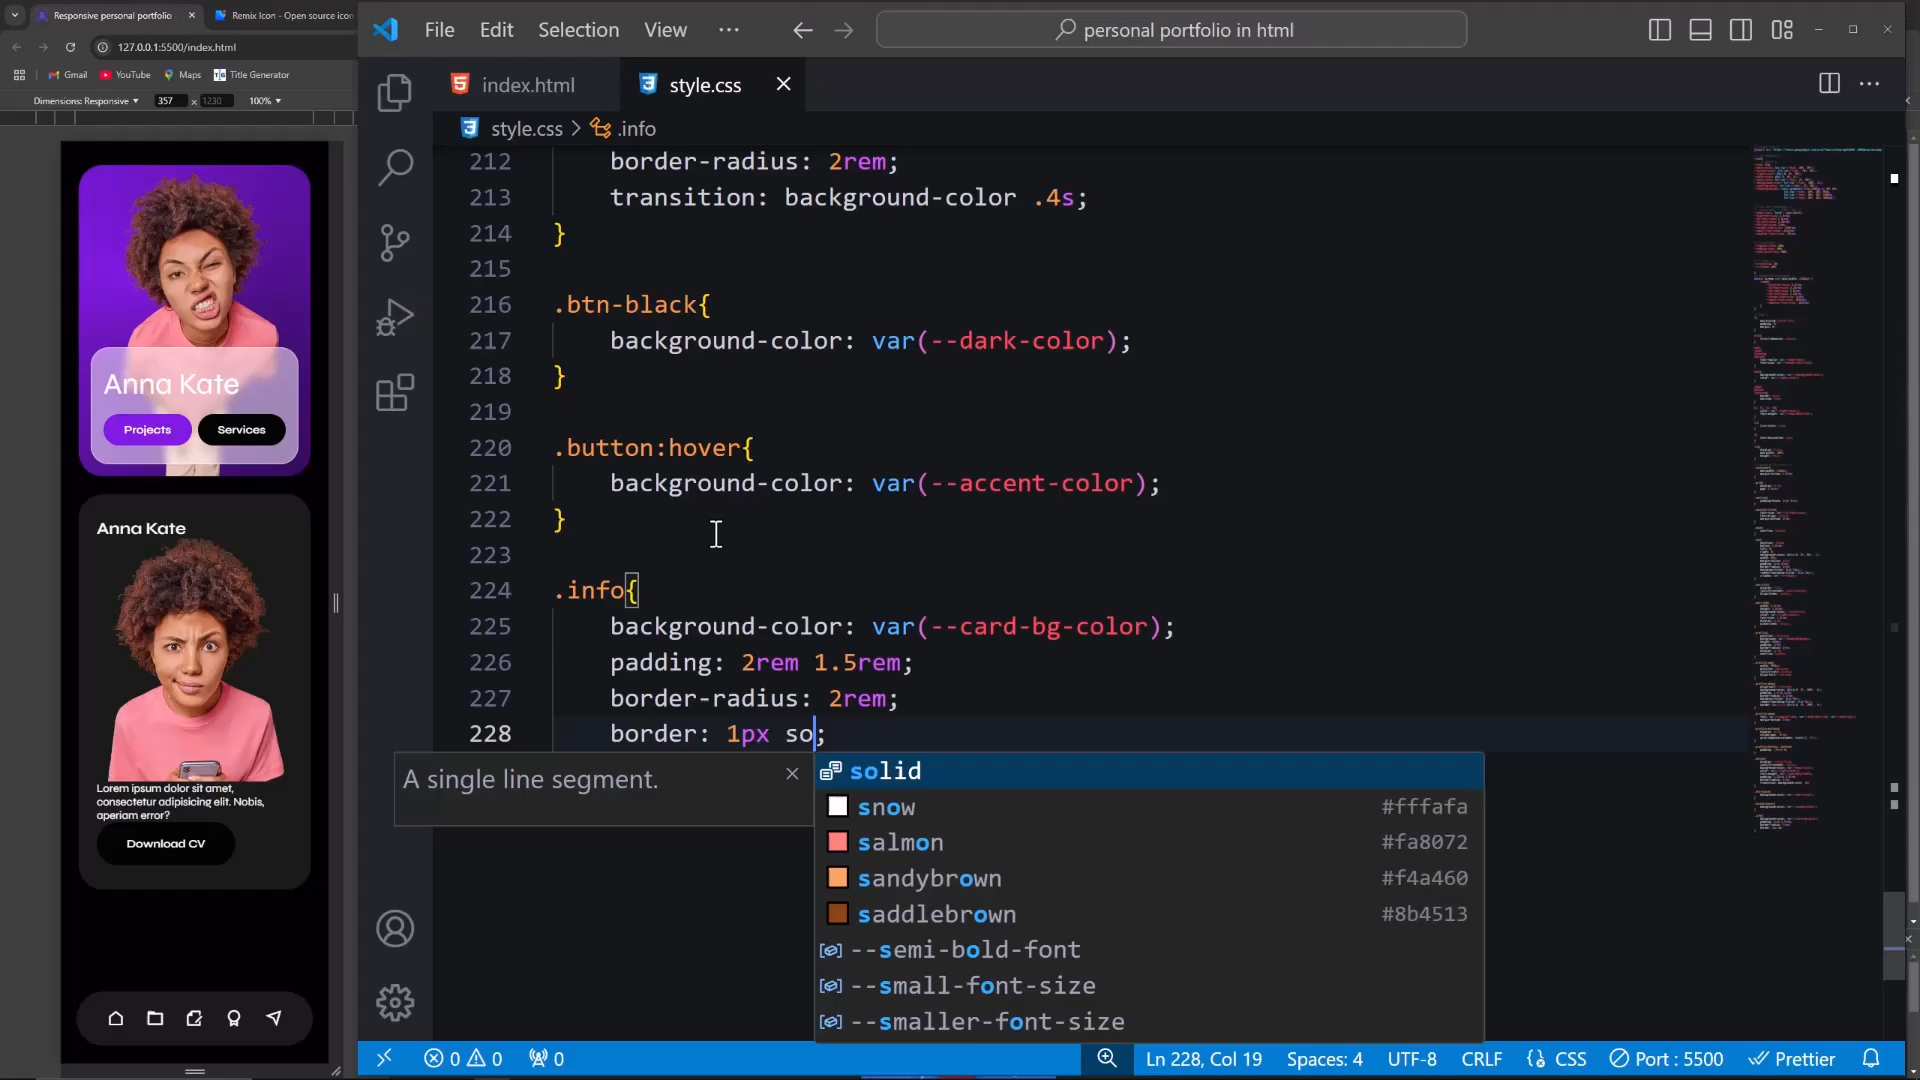 Responsive personal portfolio
Remix Icon - Open source icon
127.0.0.1:5500/index.html
Gmail
YouTube
Maps
Title Generator
Dimensions: Responsive
357
x
1230
100%
Anna Kate
Projects
Services
Anna Kate
Lorem ipsum dolor sit amet,
consectetur adipisicing elit. Nobis,
aperiam error?
Download CV
File
Edit
Selection
View
personal portfolio in html
index.html
style.css
style.css > .info
212 border-radius: 2rem;
213 transition: background-color .4s;
214 }
215
216 .btn-black{
217 background-color: var(--dark-color);
218 }
219
220 .button:hover{
221 background-color: var(--accent-color);
222 }
223
224 .info{
225 background-color: var(--card-bg-color);
226 padding: 2rem 1.5rem;
227 border-radius: 2rem;
228 border: 1px so;
A single line segment.
solid
snow #fffafa
salmon #fa8072
sandybrown #f4a460
saddlebrown #8b4513
--semi-bold-font
--small-font-size
--smaller-font-size
0 0
0
Ln 228, Col 19
Spaces: 4
UTF-8
CRLF
CSS
Port : 5500
Prettier